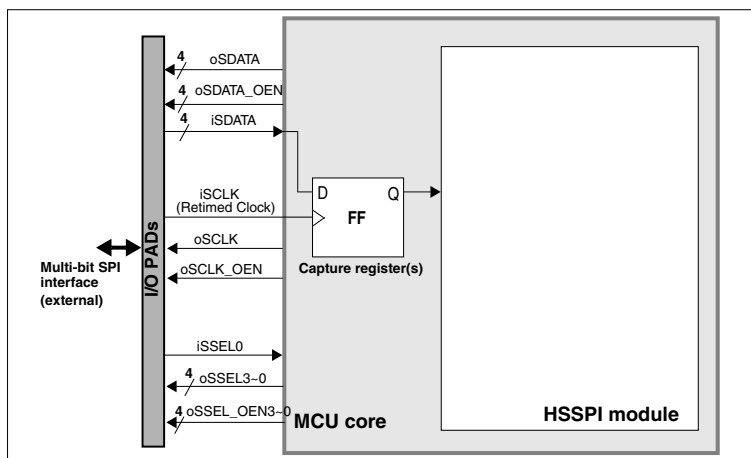 4 oSDATA
4 oSDATA_OEN
4 iSDATA
D Q
FF
iSCLK
(Retimed Clock)
oSCLK
Capture register(s)
oSCLK_OEN
Multi-bit SPI
interface
(external)
I/O PADs
iSSEL0
4 oSSEL3~0
4 oSSEL_OEN3~0
MCU core
HSSPI module